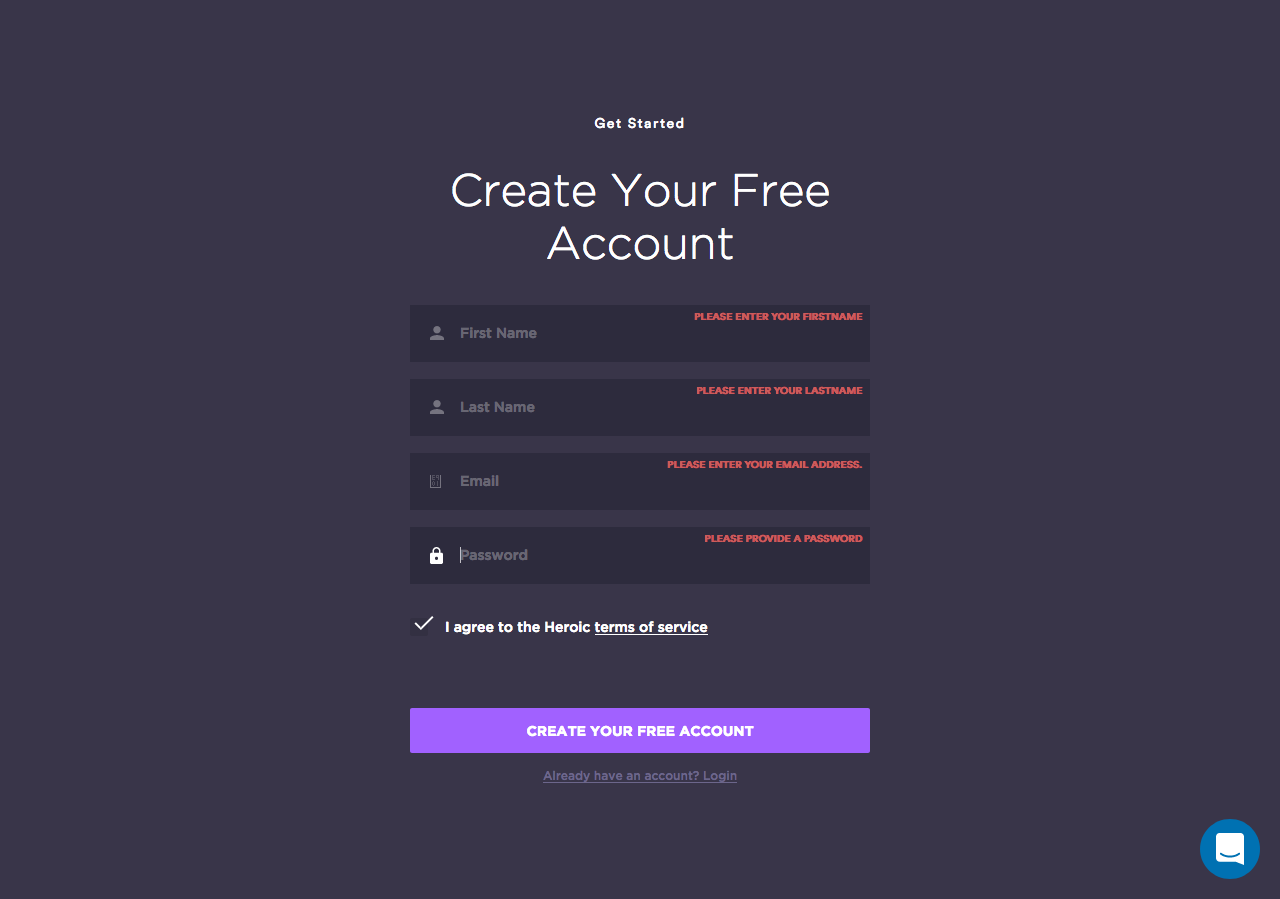 Get Started
Create Your Free
Account
PLEASE ENTER YOUR FIRSTNAME
First Name
PLEASE ENTER YOUR LASTNAME
Last Name
PLEASE ENTER YOUR EMAIL ADDRESS.
Email
PLEASE PROVIDE A PASSWORD
Password
I agree to the Heroic terms of service
CREATE YOUR FREE ACCOUNT
Already have an account? Login